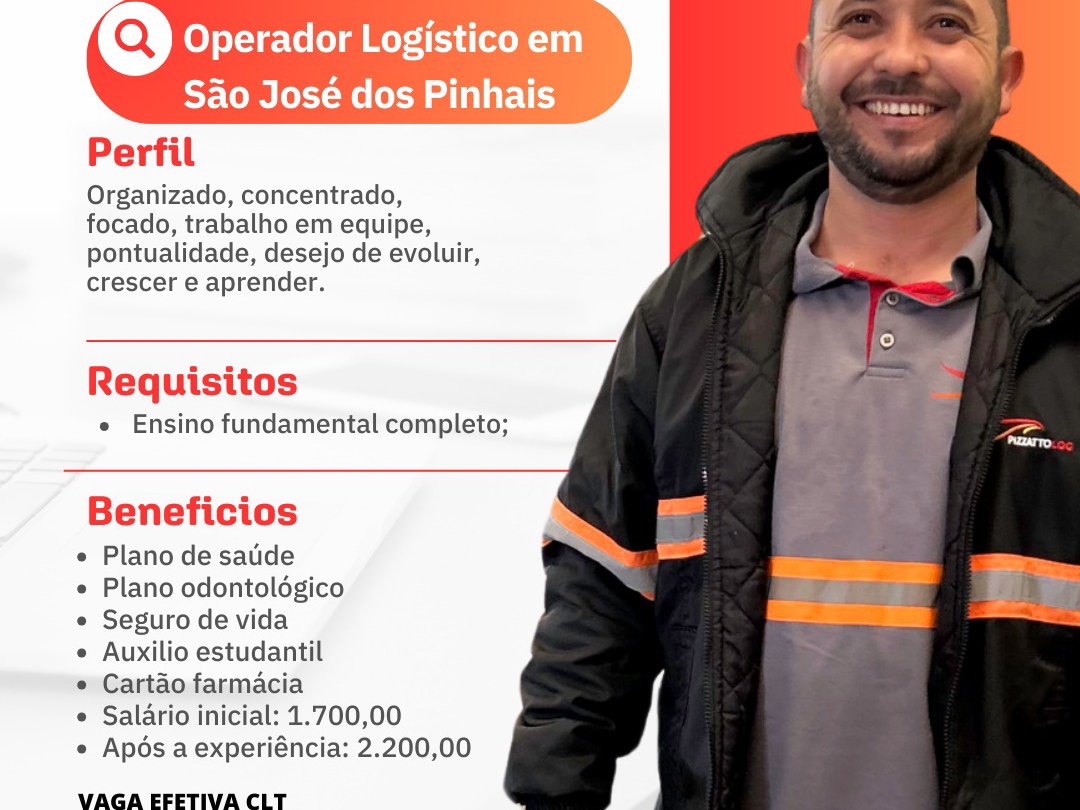 Operador Logístico em
São José dos Pinhais
Perfil
Organizado, concentrado,
focado, trabalho em equipe,
pontualidade, desejo de evoluir,
crescer e aprender.
Requisitos
• Ensino fundamental completo;
PIZZATTOLOG
Beneficios
• Plano de saúde
• Plano odontológico
• Seguro de vida
• Auxilio estudantil
• Cartão farmácia
• Salário inicial: 1.700,00
• Após a experiência: 2.200,00
VAGA EFETIVA CLT